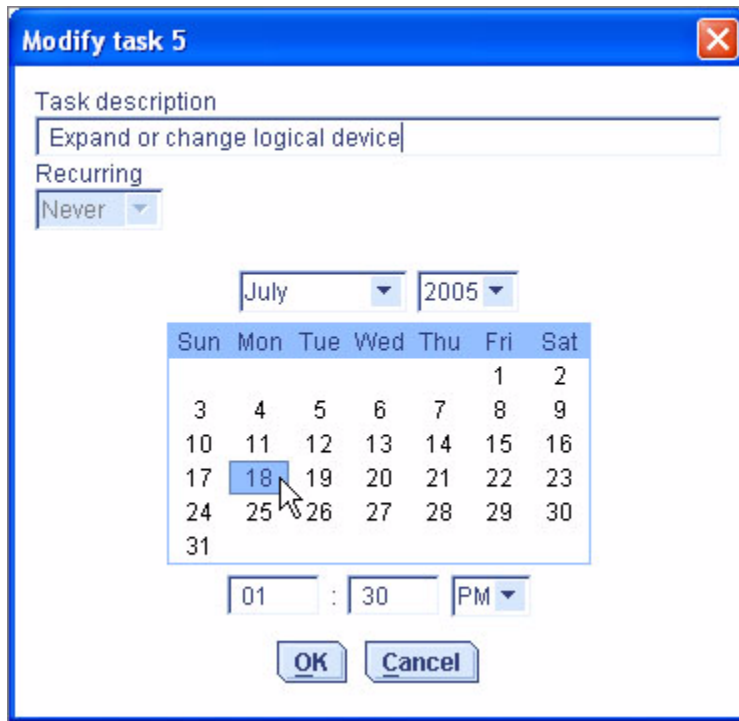 Modify task 5
Task description
Expand or change logical device
Recurring
Never
July 2005
Sun Mon Tue Wed Thu Fri Sat
1 2
3 4 5 6 7 8 9
10 11 12 13 14 15 16
17 18 19 20 21 22 23
24 25 26 27 28 29 30
31
01 : 30 PM
OK Cancel